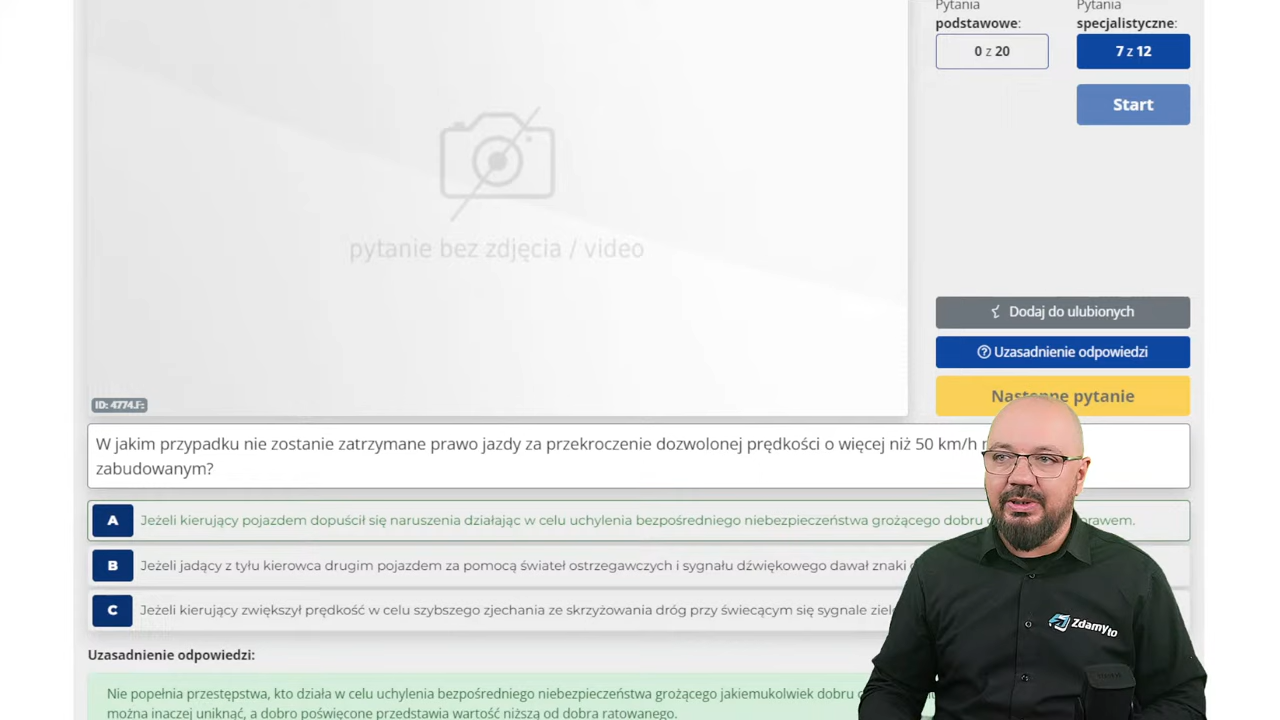 Pytania
podstawowe:
0 z 20
Pytania
specjalistyczne:
7 z 12
Start
pytanie bez zdjęcia / video
Dodaj do ulubionych
Uzasadnienie odpowiedzi
Następne pytanie
W jakim przypadku nie zostanie zatrzymane prawo jazdy za przekroczenie dozwolonej prędkości o więcej niż 50 km/h
zabudowanym?
A Jeżeli kierujący pojazdem dopuścił się naruszenia działając w celu uchylenia bezpośredniego niebezpieczeństwa grożącego dobru prawem.
B Jeżeli jadący z tyłu kierowca drugim pojazdem za pomocą świateł ostrzegawczych i sygnału dźwiękowego dawał znaki
C Jeżeli kierujący zwiększył prędkość w celu szybszego zjechania ze skrzyżowania dróg przy świecącym się sygnale
Zdamyto
Uzasadnienie odpowiedzi:
Nie popełnia przestępstwa, kto działa w celu uchylenia bezpośredniego niebezpieczeństwa grożącego jakiemukolwiek dobru
można inaczej uniknąć, a dobro poświęcone przedstawia wartość niższą od dobra ratowanego.